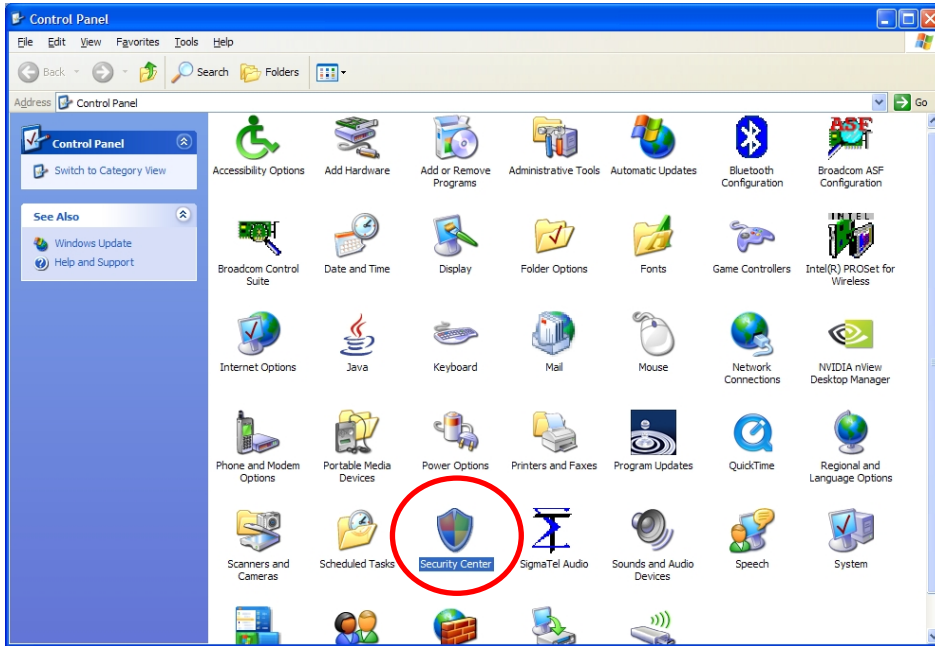 Control Panel
File Edit View Favorites Tools Help
Back Search Folders
Address Control Panel Go
Control Panel
Switch to Category View
See Also
Windows Update
Help and Support
Accessibility Options Add Hardware Add or Remove Programs Administrative Tools Automatic Updates Bluetooth Configuration Broadcom ASF Configuration
ASF
INTEL
Broadcom Control Suite Date and Time Display Folder Options Fonts Game Controllers Intel(R) PROSet for Wireless
Internet Options Java Keyboard Mail Mouse Network Connections NVIDIA nView Desktop Manager
Phone and Modem Options Portable Media Devices Power Options Printers and Faxes Program Updates QuickTime Regional and Language Options
Scanners and Cameras Scheduled Tasks Security Center SigmaTel Audio Sounds and Audio Devices Speech System